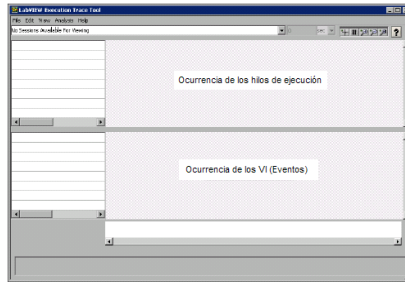 LabVIEW Execution Trace Tool
File Edit View Analysis Help
No Sessions Available For Viewing
Ocurrencia de los hilos de ejecución
Ocurrencia de los VI (Eventos)